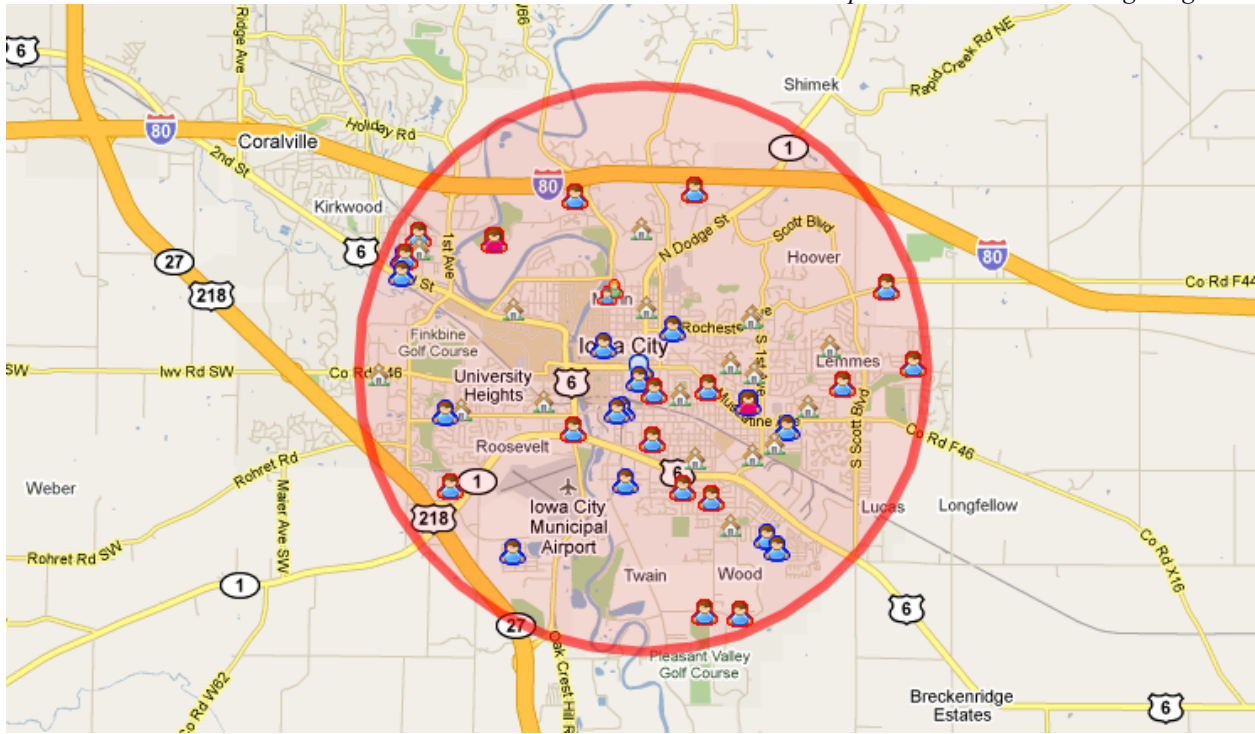 Ridge Ave
W66
6
Rapid Creek Rd NE
Shimek
80
Holiday Rd
Coralville
1
2nd St
80
Kirkwood
N Dodge St
Scott Blvd
1st Ave
6
Hoover
27
80
218
St
Co Rd F44
Rocheste
Finkbine
Golf Course
Iowa City
S 1st Ave
Lemmes
SW
Iwv Rd SW
Co Rd F46
University
Heights
6
Muscatine Ave
S Scott Blvd
Roosevelt
Co Rd F46
Rohret Rd
6
Weber
Maier Ave SW
1
Iowa City
Municipal
Airport
Lucas
Longfellow
218
Rohret Rd SW
Co Rd X16
1
Twain
Wood
6
27
Oak Crest Hill R
Pleasant Valley
Golf Course
Co Rd W62
Breckenridge
Estates
6